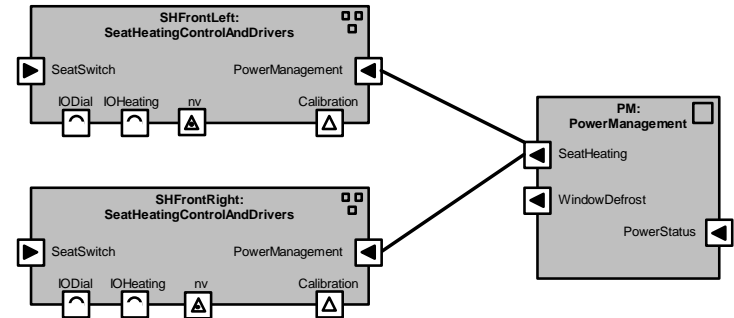 SHFrontLeft:
SeatHeatingControlAndDrivers
SeatSwitch PowerManagement
IODial IOHeating nv Calibration
PM:
PowerManagement
SeatHeating
WindowDefrost
PowerStatus
SHFrontRight:
SeatHeatingControlAndDrivers
SeatSwitch PowerManagement
IODial IOHeating nv Calibration